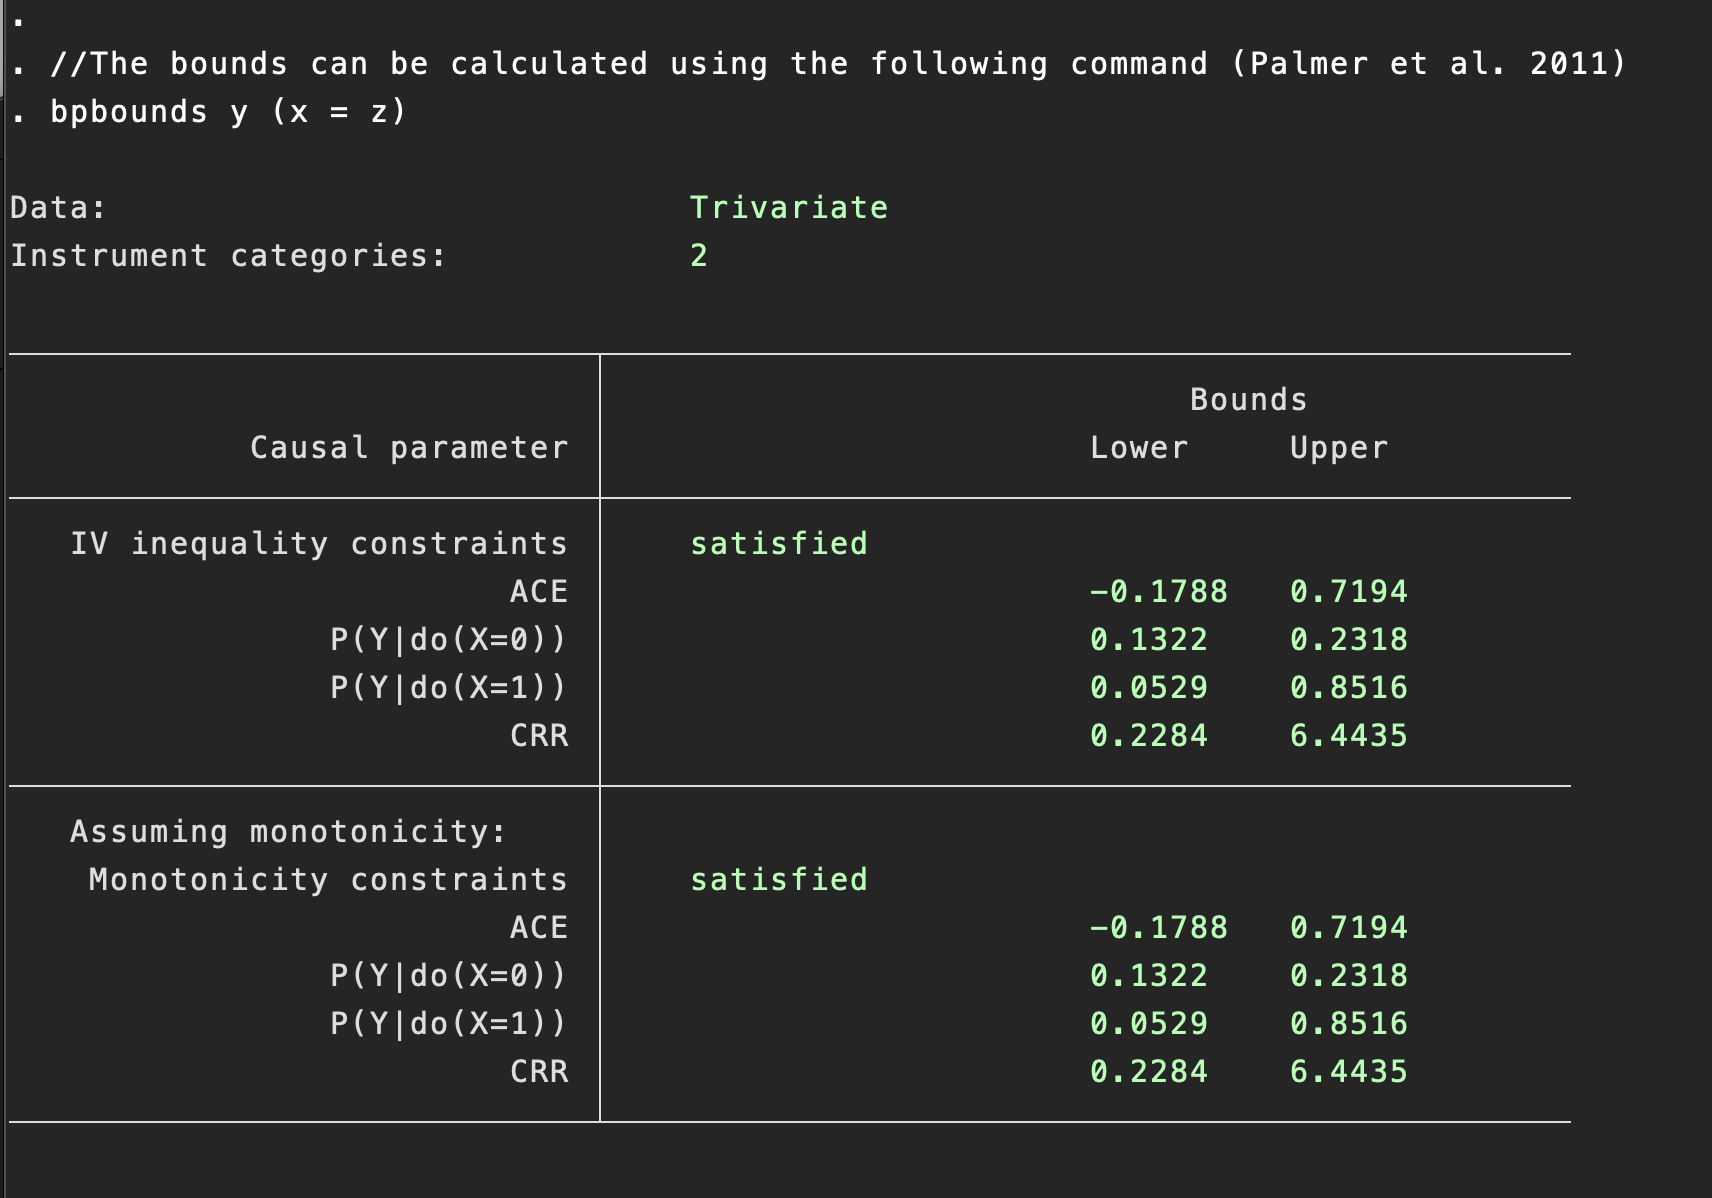 .
. //The bounds can be calculated using the following command (Palmer et al. 2011)
. bpbounds y (x = z)
Data: Trivariate
Instrument categories: 2
Bounds
Causal parameter Lower Upper
IV inequality constraints satisfied
ACE -0.1788 0.7194
P(Y|do(X=0)) 0.1322 0.2318
P(Y|do(X=1)) 0.0529 0.8516
CRR 0.2284 6.4435
Assuming monotonicity:
Monotonicity constraints satisfied
ACE -0.1788 0.7194
P(Y|do(X=0)) 0.1322 0.2318
P(Y|do(X=1)) 0.0529 0.8516
CRR 0.2284 6.4435